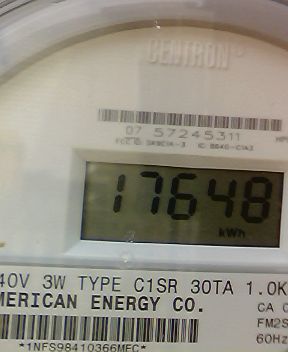 CENTRON®
07 57245311
17648
kWh
40V 3W TYPE C1SR 30TA 1.0K
MERICAN ENERGY CO.
CA 0
FM2S
60Hz
*1NFS98410366MEC*